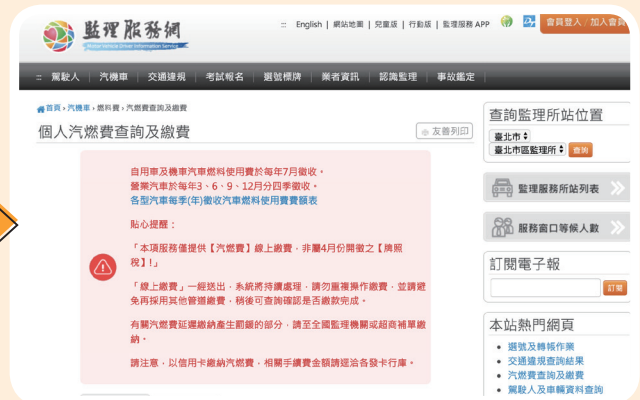 監理服務網
Motor Vehicle Driver Information Service
::: English | 網站地圖 | 兒童版 | 行動版 | 監理服務 APP
會員登入 / 加入會員
::: 駕駛人 | 汽機車 | 交通違規 | 考試報名 | 選號標牌 | 業者資訊 | 認識監理 | 事故鑑定
首頁 › 汽機車 › 燃料費 › 汽燃費查詢及繳費
個人汽燃費查詢及繳費
友善列印
自用車及機車汽車燃料使用費於每年7月徵收。
營業汽車於每年3、6、9、12月分四季徵收。
各型汽車每季(年)徵收汽車燃料使用費費額表
貼心提醒：
「本項服務僅提供【汽燃費】線上繳費，非屬4月份開徵之【牌照
稅】!」
「線上繳費」一經送出，系統將持續處理，請勿重複操作繳費，並請避
免再採用其他管道繳費，稍後可查詢確認是否繳款完成。
有關汽燃費延遲繳納產生罰鍰的部分，請至全國監理機關或超商補單繳
納。
請注意，以信用卡繳納汽燃費，相關手續費金額請逕洽各發卡行庫。
查詢監理所站位置
臺北市
臺北市區監理所 查詢
監理服務所站列表
服務窗口等候人數
訂閱電子報
訂閱
本站熱門網頁
選號及轉帳作業
交通違規查詢結果
汽燃費查詢及繳費
駕駛人及車輛資料查詢